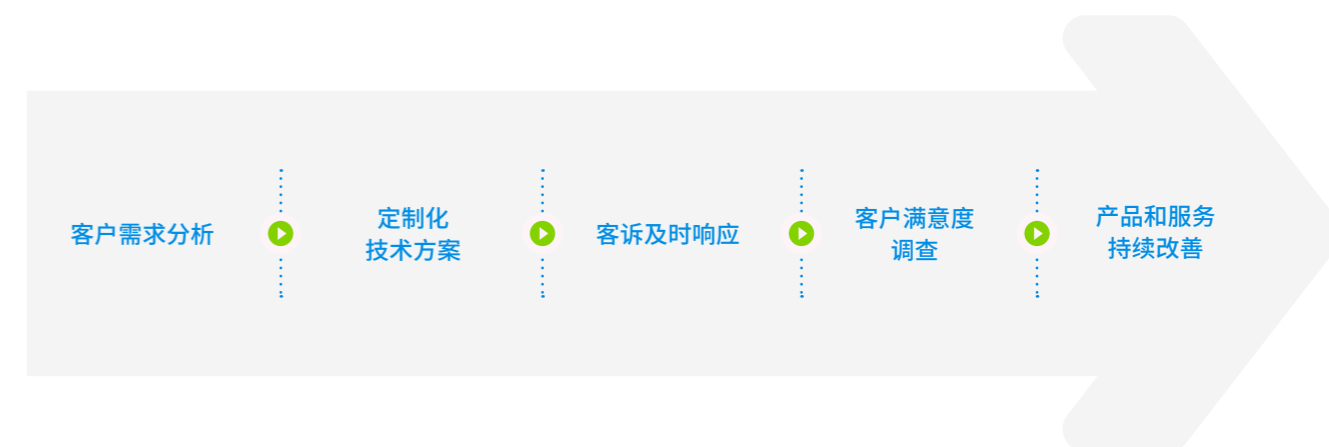 客户需求分析
定制化
技术方案
客诉及时响应
客户满意度
调查
产品和服务
持续改善